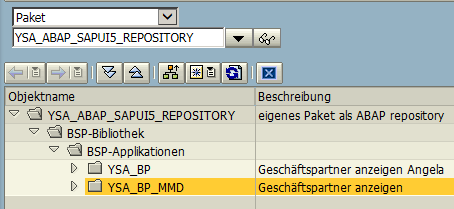 Paket
YSA_ABAP_SAPUI5_REPOSITORY
Objektname Beschreibung
YSA_ABAP_SAPUI5_REPOSITORY eigenes Paket als ABAP repository
BSP-Bibliothek
BSP-Applikationen
YSA_BP Geschäftspartner anzeigen Angela
YSA_BP_MMD Geschäftspartner anzeigen